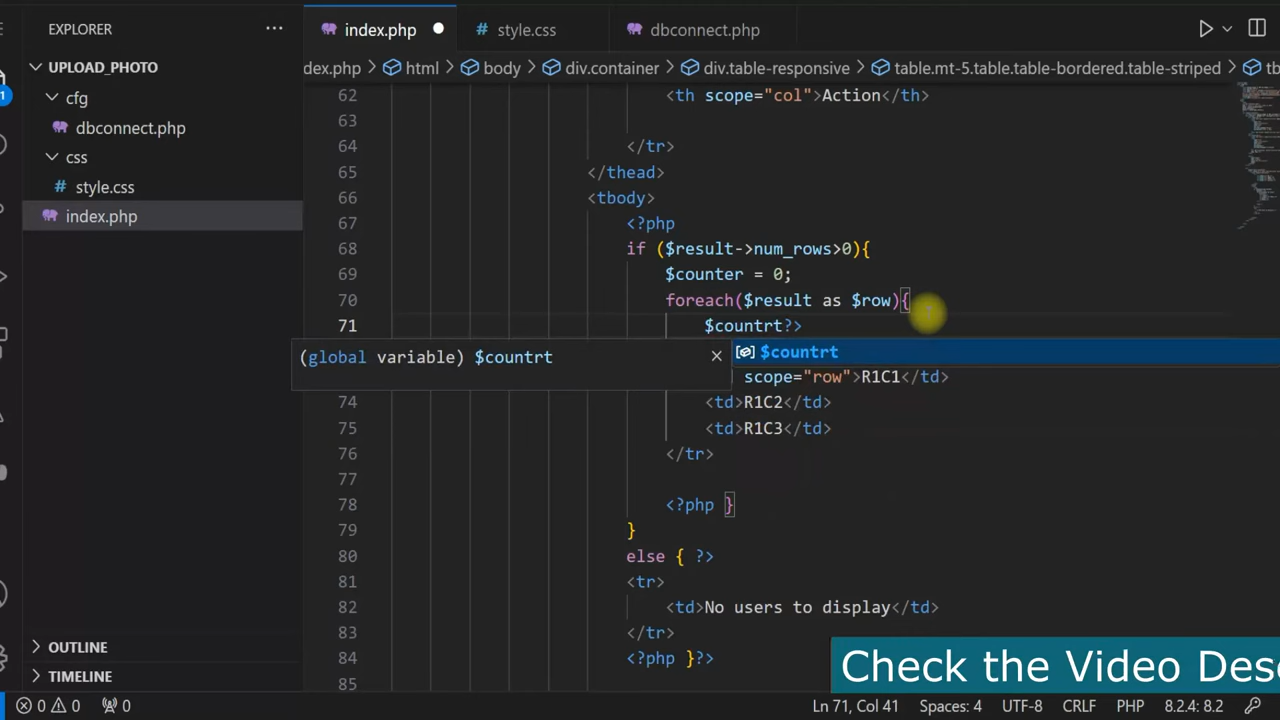 EXPLORER
UPLOAD_PHOTO
cfg
dbconnect.php
css
style.css
index.php
OUTLINE
TIMELINE
index.php
style.css
dbconnect.php
dex.php
html
body
div.container
div.table-responsive
table.mt-5.table.table-bordered.table-striped
tb
62 <th scope="col">Action</th>
63
64 </tr>
65 </thead>
66 <tbody>
67 <?php
68 if ($result->num_rows>0){
69 $counter = 0;
70 foreach($result as $row){
71 $countrt?>
(global variable) $countrt
$countrt
scope="row">R1C1</td>
74 <td>R1C2</td>
75 <td>R1C3</td>
76 </tr>
77
78 <?php }
79 }
80 else { ?>
81 <tr>
82 <td>No users to display</td>
83 </tr>
84 <?php }?>
85
Check the Video Des
1
0 0 0
Ln 71, Col 41
Spaces: 4
UTF-8
CRLF
PHP
8.2.4: 8.2